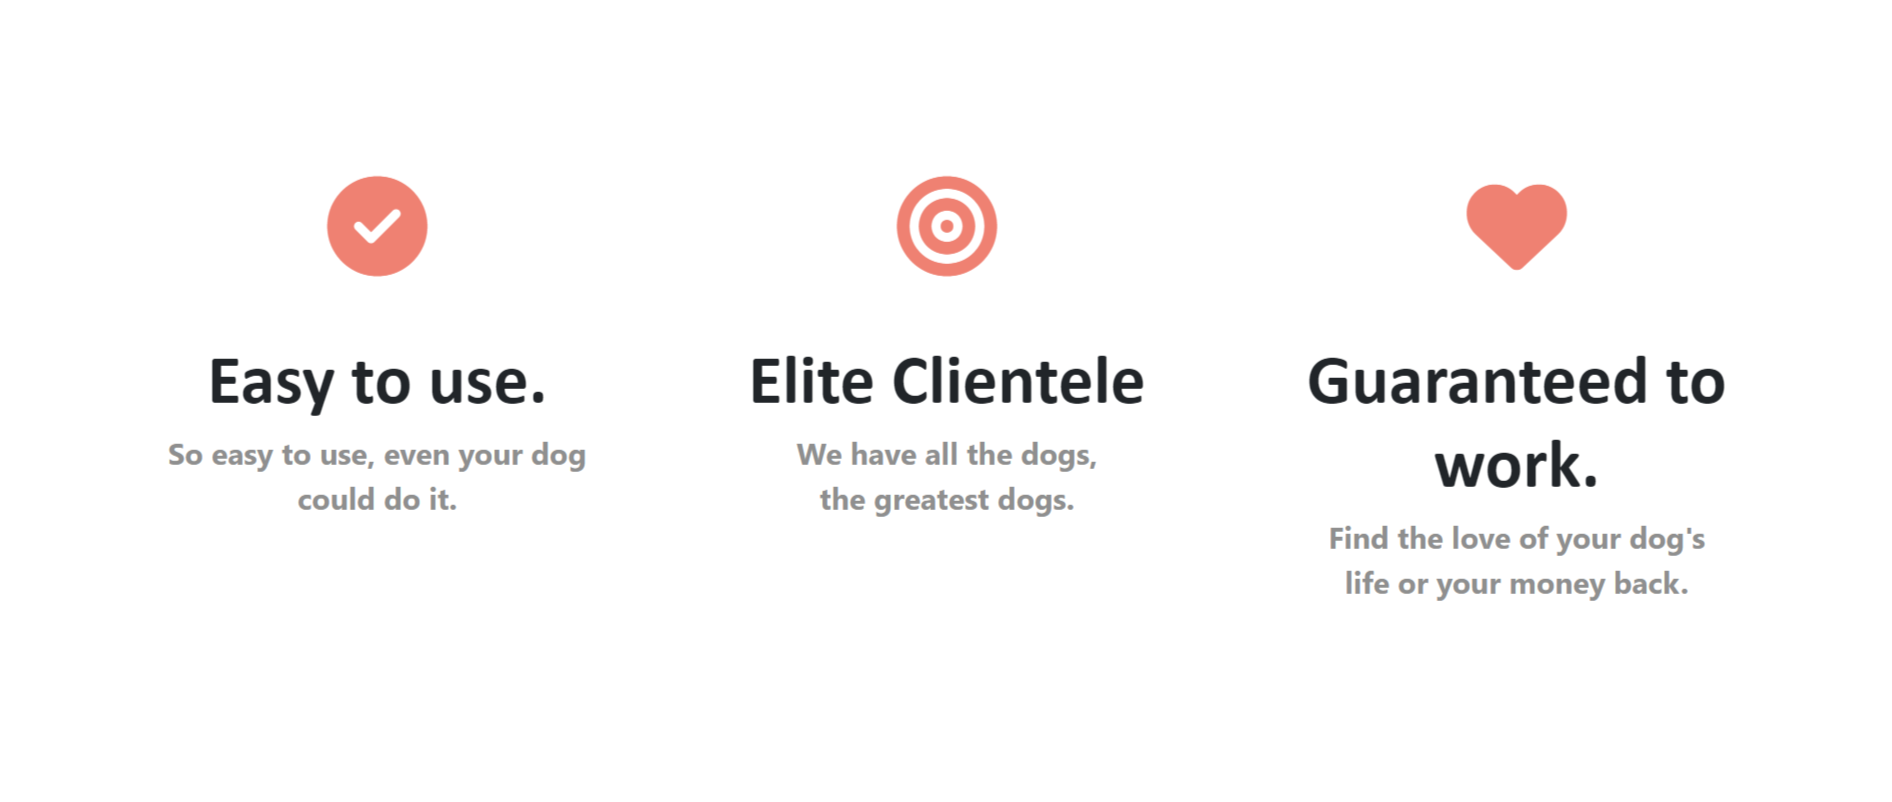 Easy to use.
So easy to use, even your dog
could do it.
Elite Clientele
We have all the dogs,
the greatest dogs.
Guaranteed to
work.
Find the love of your dog's
life or your money back.